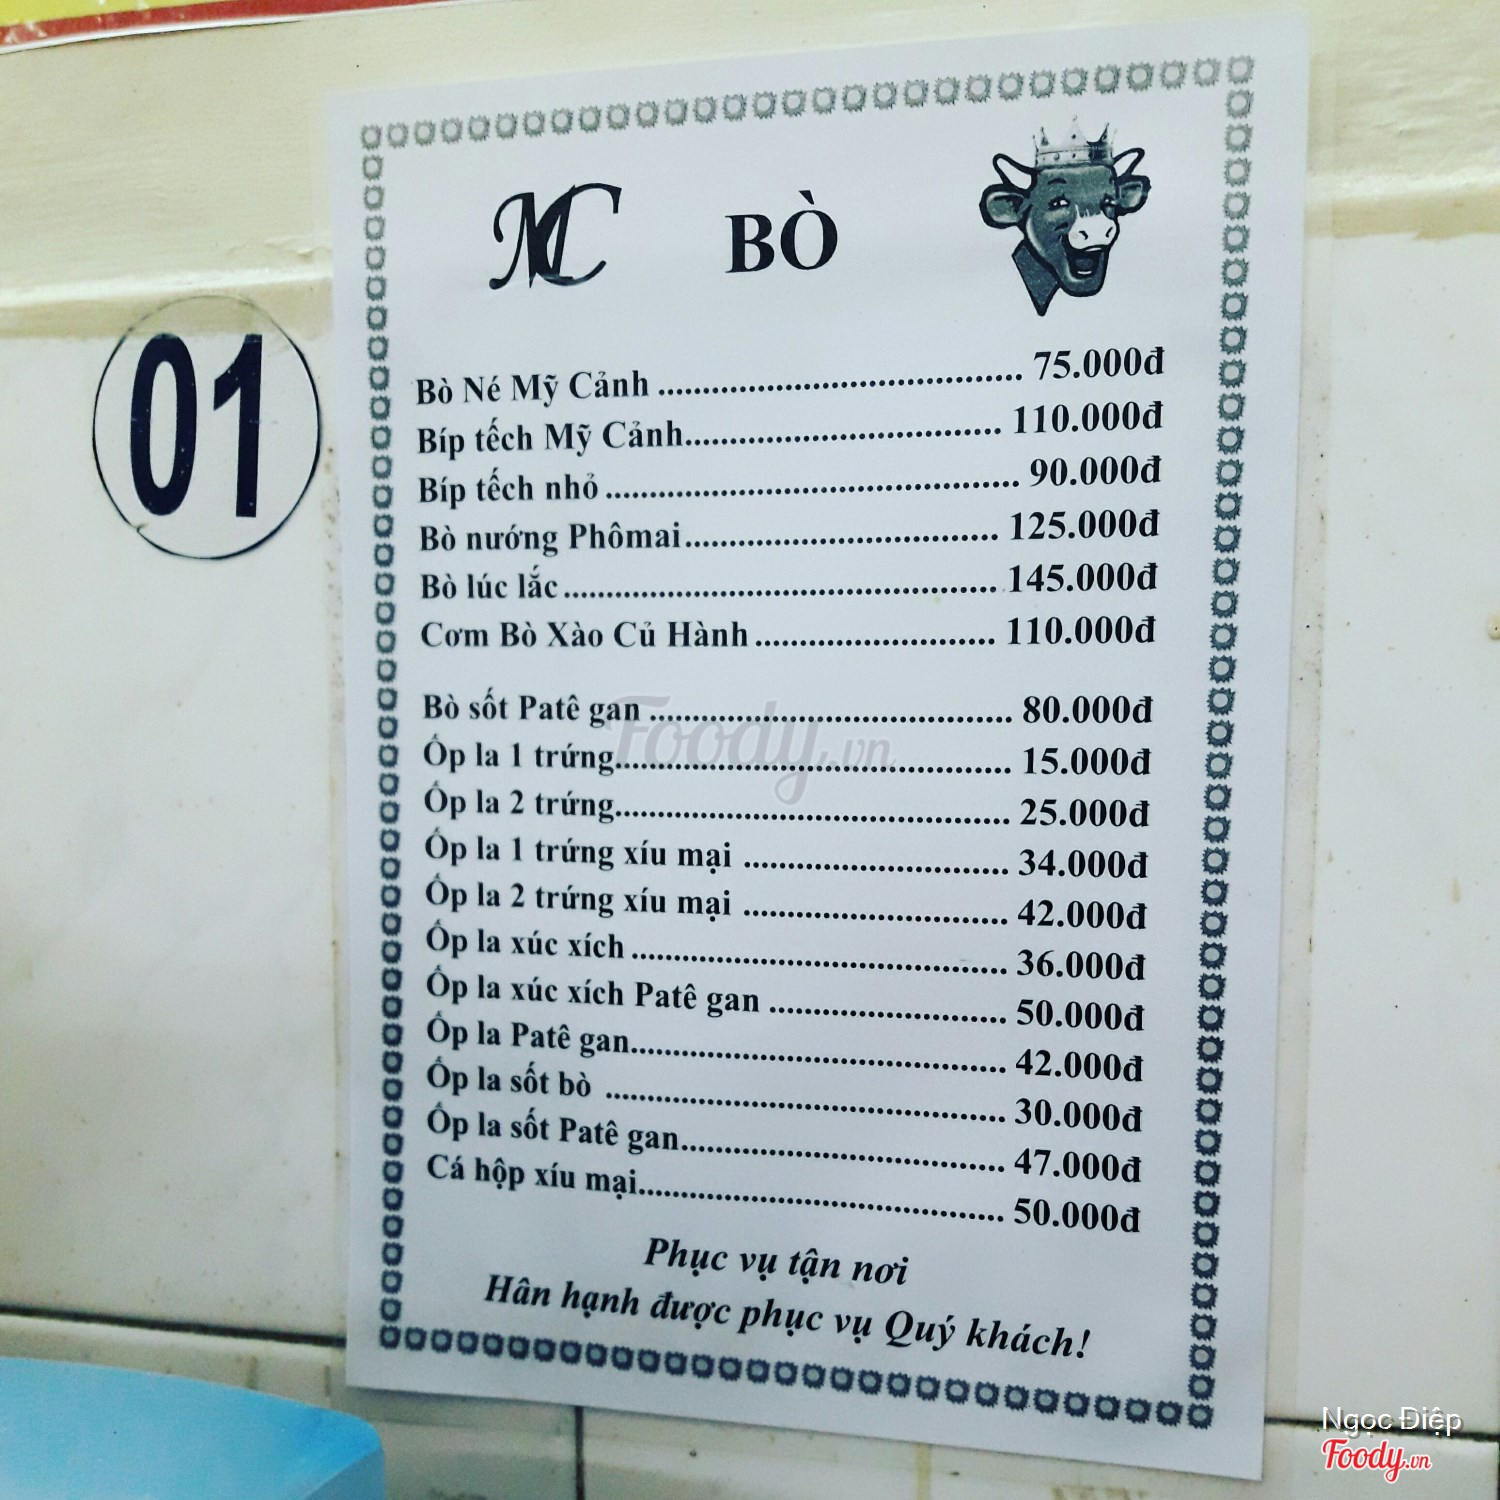 01
MC BÒ
Bò Né Mỹ Cảnh ........................................ 75.000đ
Bíp tếch Mỹ Cảnh................................... 110.000đ
Bíp tếch nhỏ ............................................. 90.000đ
Bò nướng Phômai................................... 125.000đ
Bò lúc lắc ................................................ 145.000đ
Cơm Bò Xào Củ Hành ........................... 110.000đ
Bò sốt Patê gan ......................................... 80.000đ
Ốp la 1 trứng............................................ 15.000đ
Ốp la 2 trứng............................................ 25.000đ
Ốp la 1 trứng xíu mại .............................. 34.000đ
Ốp la 2 trứng xíu mại .............................. 42.000đ
Ốp la xúc xích .......................................... 36.000đ
Ốp la xúc xích Patê gan ........................... 50.000đ
Ốp la Patê gan.......................................... 42.000đ
Ốp la sốt bò ............................................. 30.000đ
Ốp la sốt Patê gan..................................... 47.000đ
Cá hộp xíu mại......................................... 50.000đ
Phục vụ tận nơi
Hân hạnh được phục vụ Quý khách!
Foody.vn
Ngọc Điệp
Foody.vn